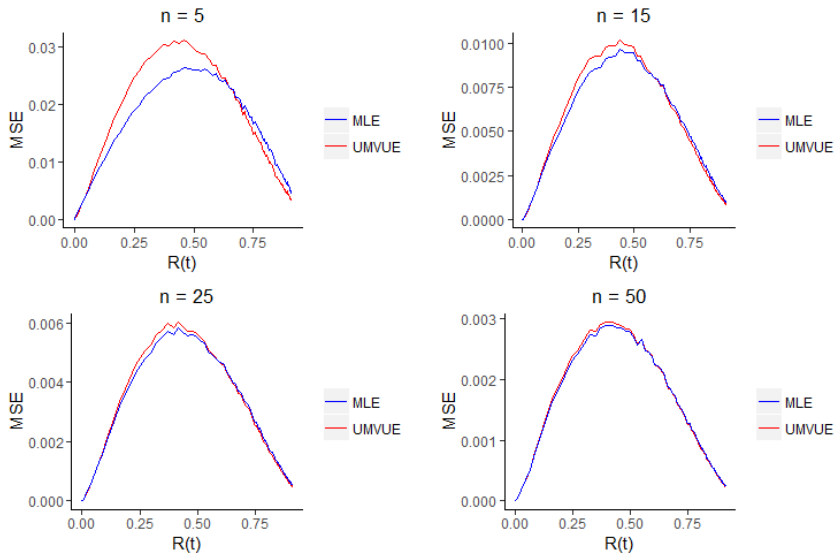 n = 5
0.03
0.02
0.01
0.00
MSE
0.00 0.25 0.50 0.75
R(t)
MLE
UMVUE
n = 15
0.0100
0.0075
0.0050
0.0025
0.0000
MSE
0.00 0.25 0.50 0.75
R(t)
MLE
UMVUE
n = 25
0.006
0.004
0.002
0.000
MSE
0.00 0.25 0.50 0.75
R(t)
MLE
UMVUE
n = 50
0.003
0.002
0.001
0.000
MSE
0.00 0.25 0.50 0.75
R(t)
MLE
UMVUE